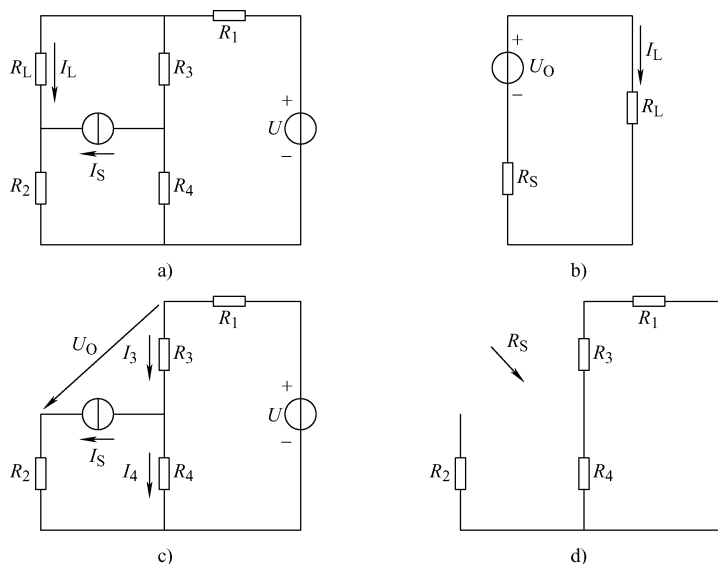 R1
RL
IL
R3
U
+
−
IS
R2
R4
a)
+
UO
−
IL
RL
RS
b)
R1
UO
I3
R3
+
U
−
IS
R2
I4
R4
c)
R1
RS
R3
R2
R4
d)